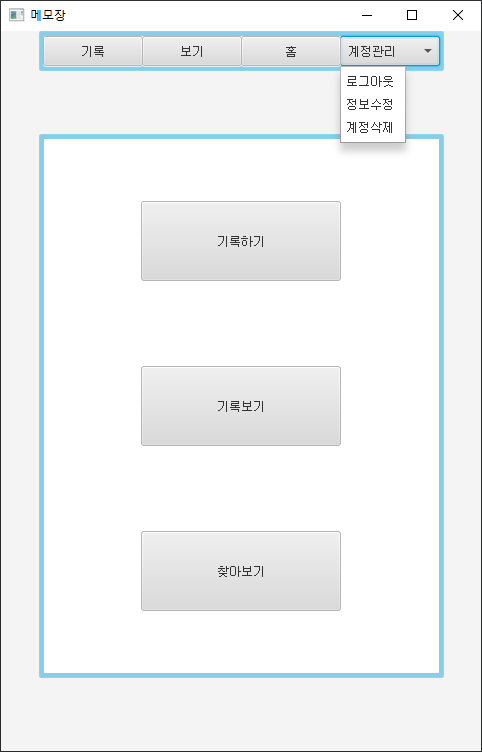 메모장
기록 보기 홈 계정관리
로그아웃
정보수정
계정삭제
기록하기
기록보기
찾아보기